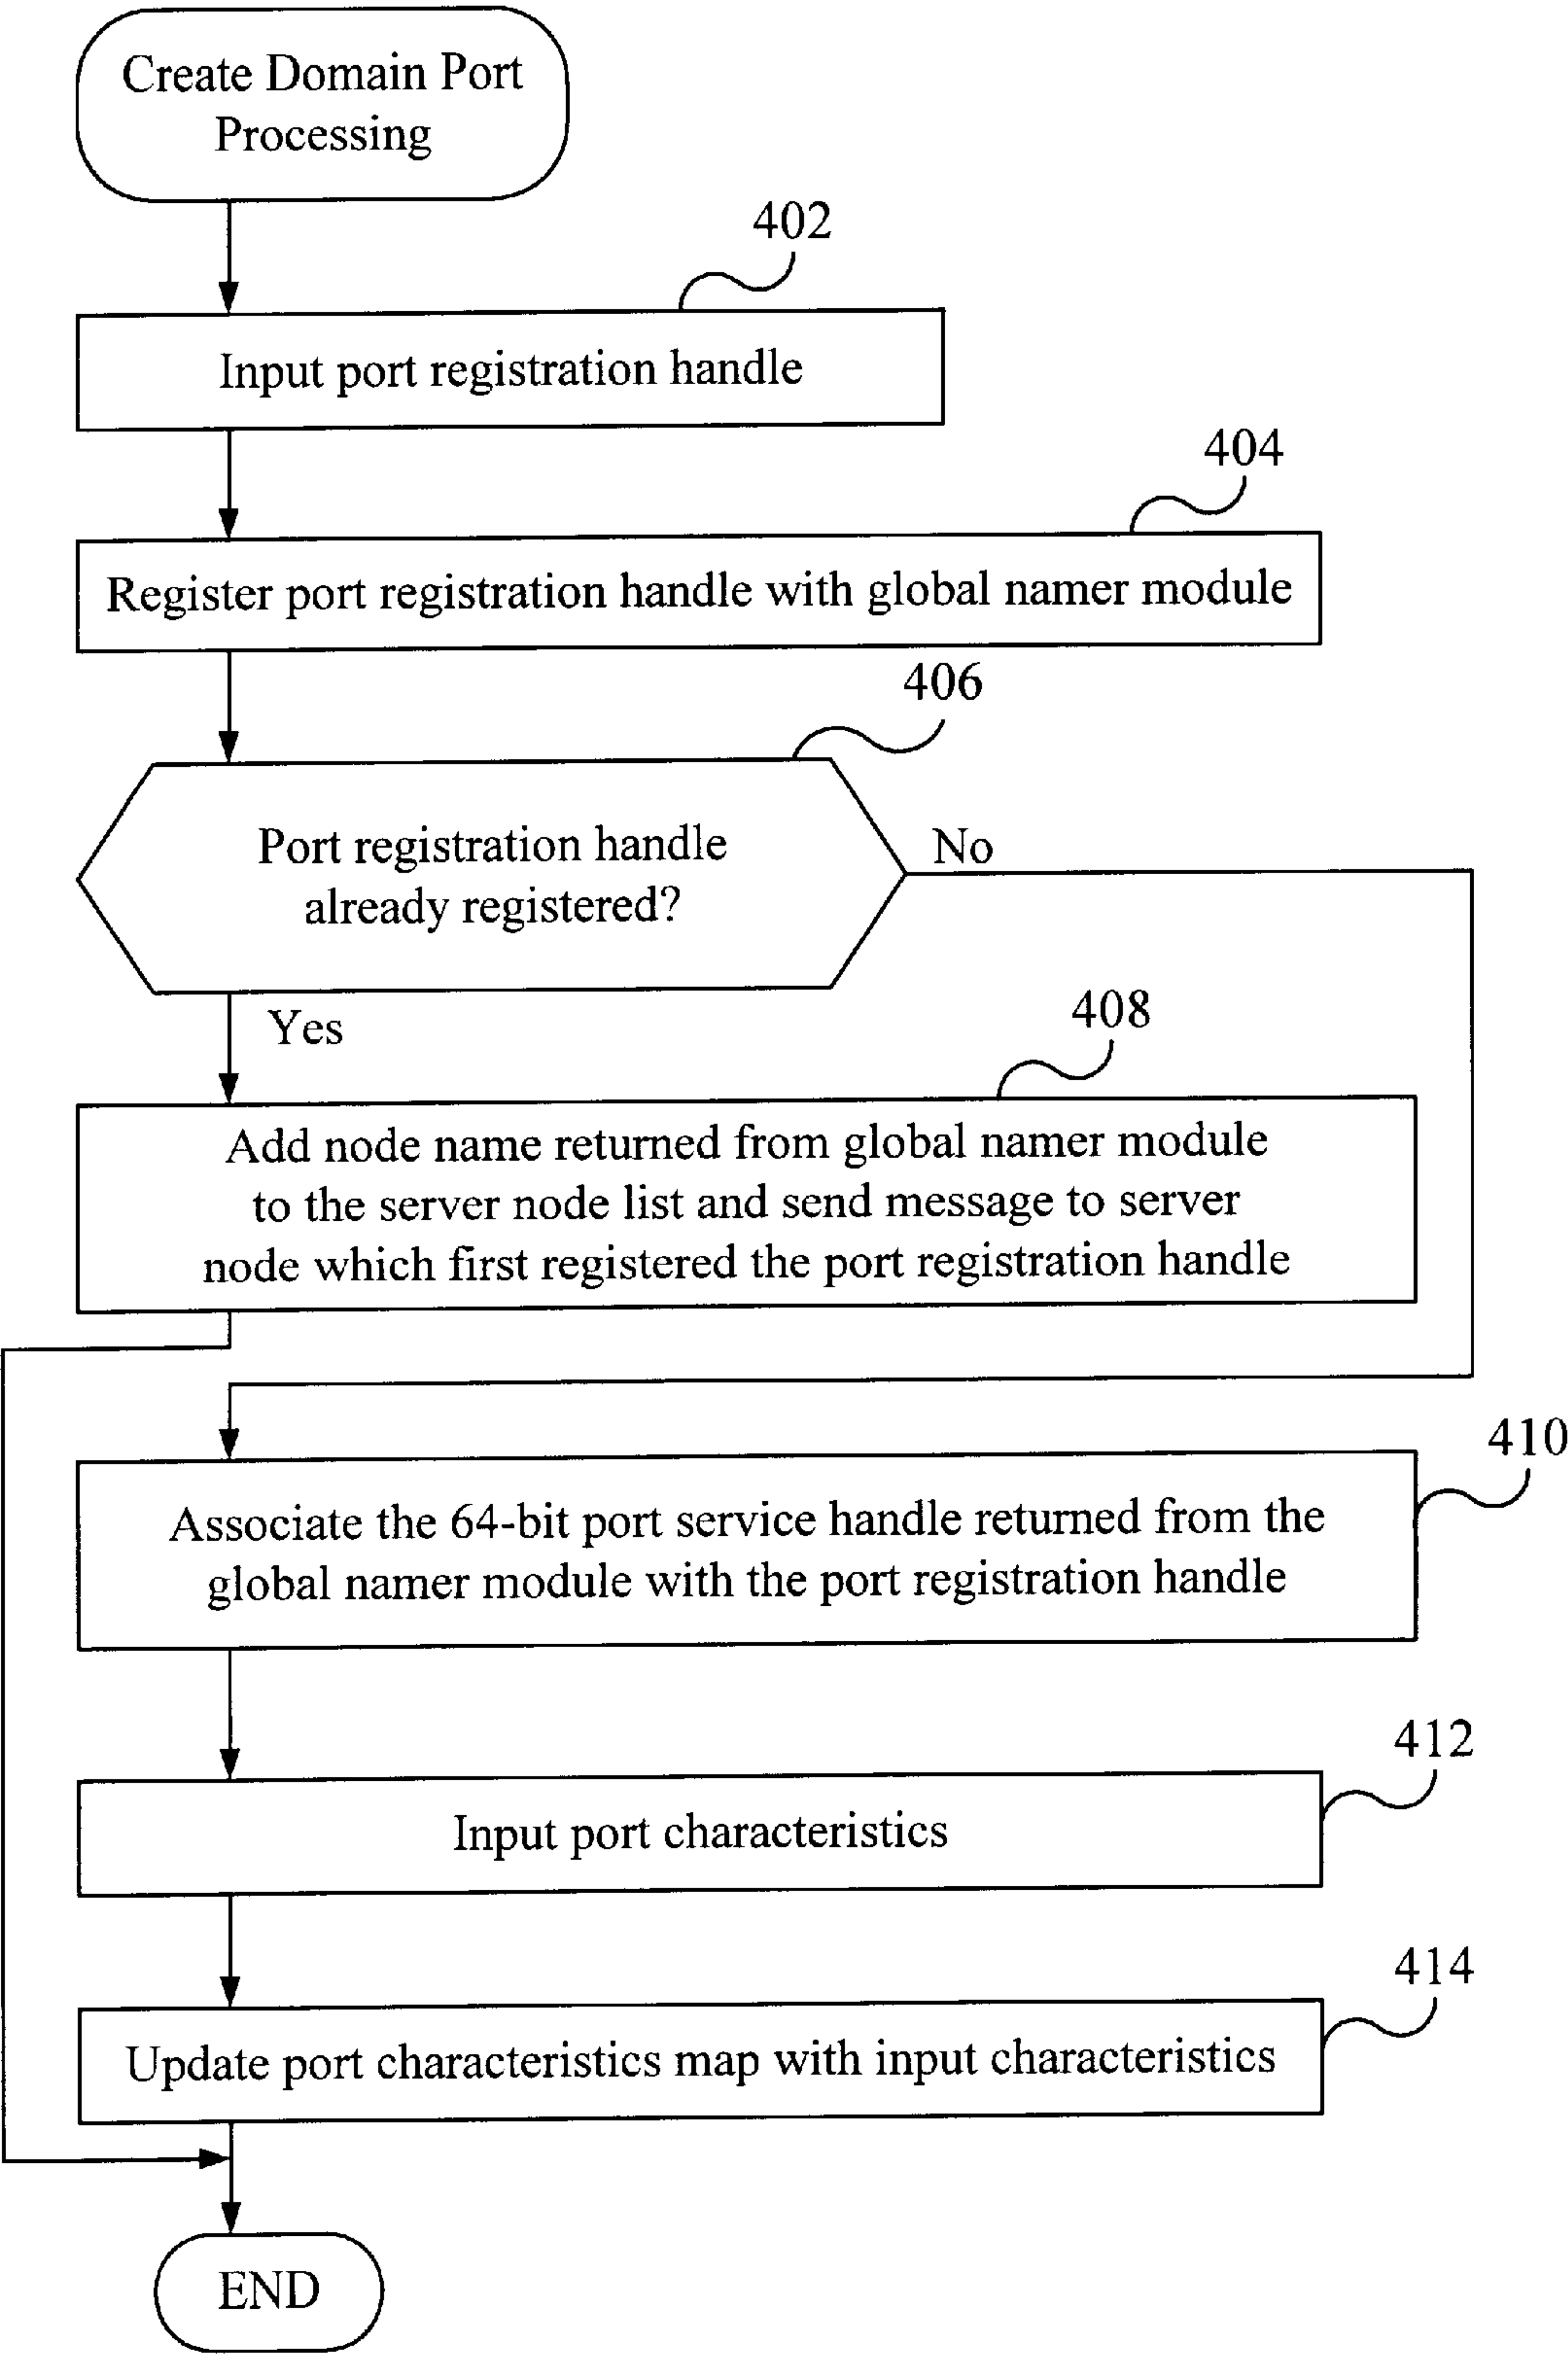 Create Domain Port
Processing
402
Input port registration handle
404
Register port registration handle with global namer module
406
Port registration handle
already registered?
No
Yes
408
Add node name returned from global namer module
to the server node list and send message to server
node which first registered the port registration handle
410
Associate the 64-bit port service handle returned from the
global namer module with the port registration handle
412
Input port characteristics
414
Update port characteristics map with input characteristics
END